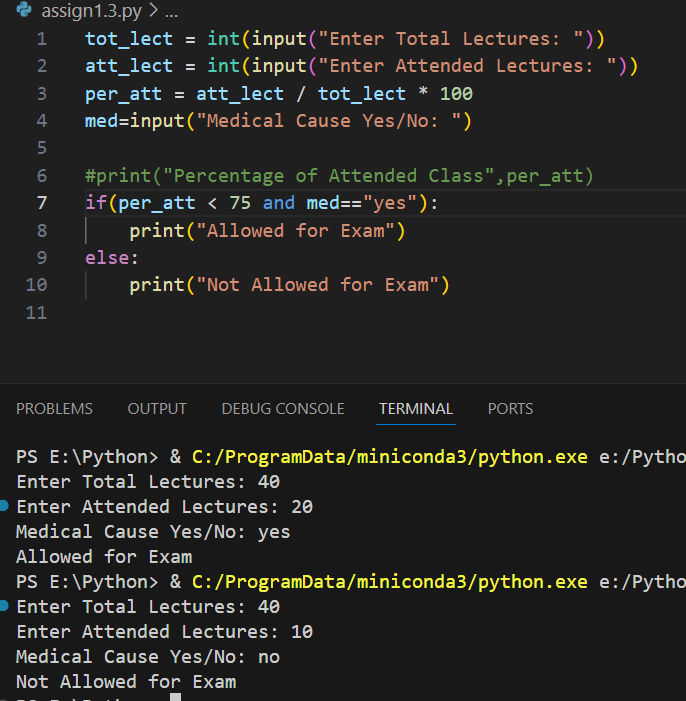 assign1.3.py > ...
1 tot_lect = int(input("Enter Total Lectures: "))
2 att_lect = int(input("Enter Attended Lectures: "))
3 per_att = att_lect / tot_lect * 100
4 med=input("Medical Cause Yes/No: ")
5
6 #print("Percentage of Attended Class",per_att)
7 if(per_att < 75 and med=="yes"):
8     print("Allowed for Exam")
9 else:
10     print("Not Allowed for Exam")
11
PROBLEMS OUTPUT DEBUG CONSOLE TERMINAL PORTS
PS E:\Python> & C:/ProgramData/miniconda3/python.exe e:/Pytho
Enter Total Lectures: 40
Enter Attended Lectures: 20
Medical Cause Yes/No: yes
Allowed for Exam
PS E:\Python> & C:/ProgramData/miniconda3/python.exe e:/Pytho
Enter Total Lectures: 40
Enter Attended Lectures: 10
Medical Cause Yes/No: no
Not Allowed for Exam